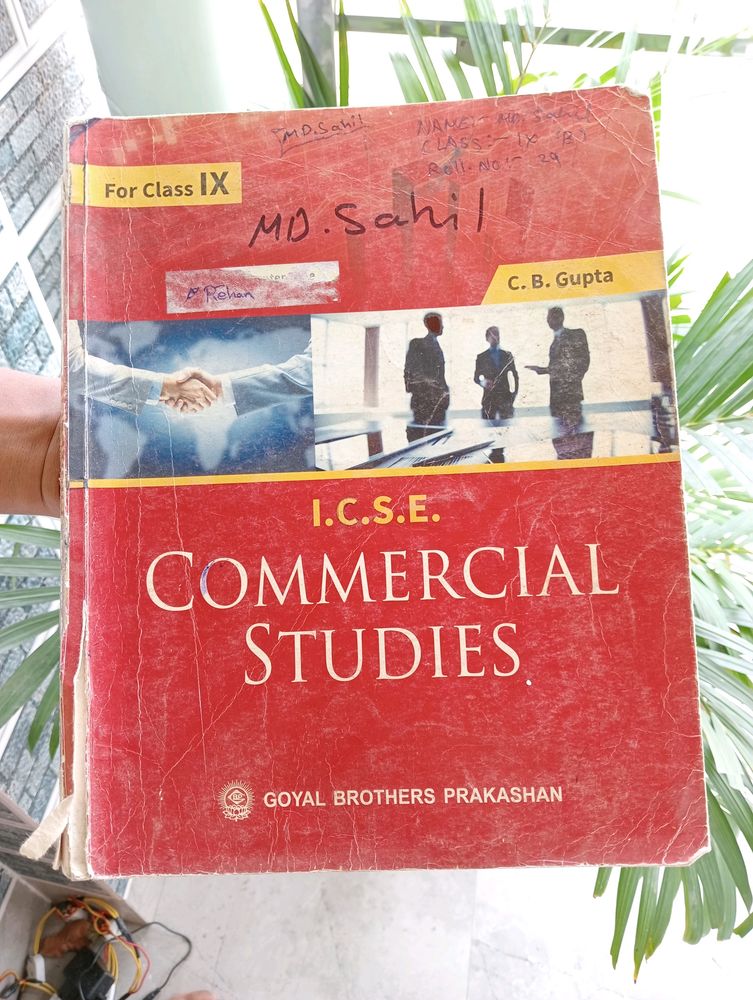 MD. Sahil
NAME:- MD. Sahil
CLASS:- IX (B)
Roll. No:- 29
For Class IX
MD. Sahil
Rehan
C. B. Gupta
I.C.S.E.
COMMERCIAL
STUDIES
GOYAL BROTHERS PRAKASHAN